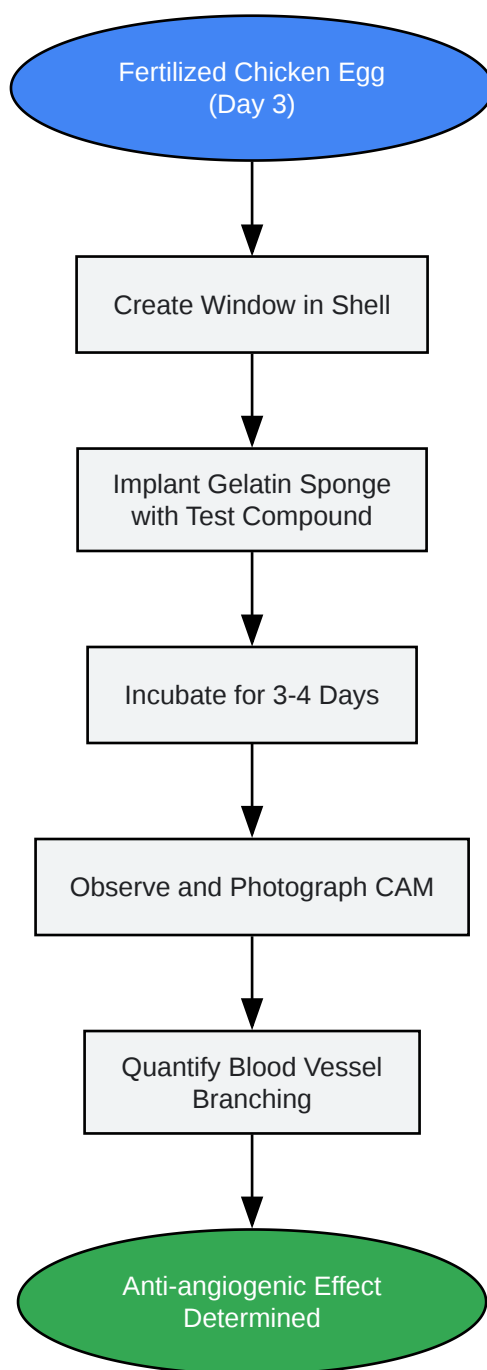 Fertilized Chicken Egg
(Day 3)
Create Window in Shell
Implant Gelatin Sponge
with Test Compound
Incubate for 3-4 Days
Observe and Photograph CAM
Quantify Blood Vessel
Branching
Anti-angiogenic Effect
Determined